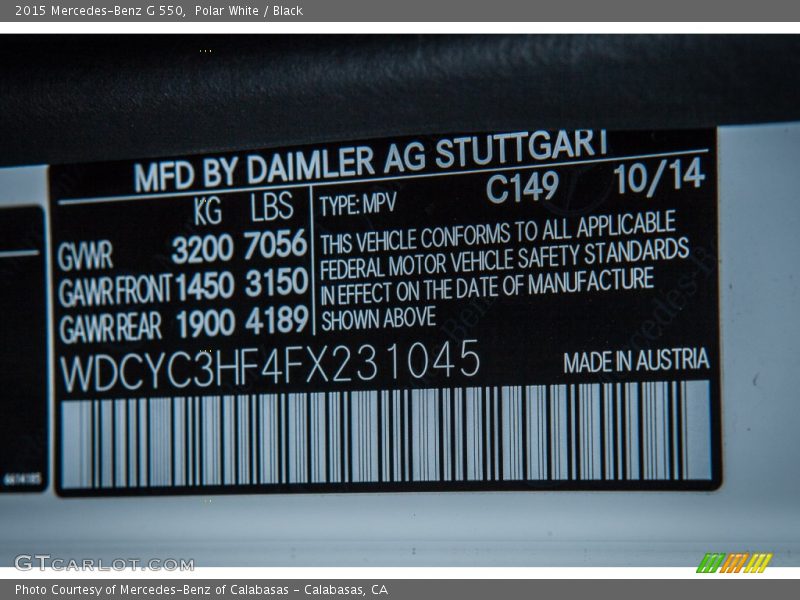 2015 Mercedes-Benz G 550, Polar White / Black
MFD BY DAIMLER AG STUTTGART
KG LBS TYPE: MPV C149 10/14
GVWR 3200 7056
GAWR FRONT 1450 3150
GAWR REAR 1900 4189
THIS VEHICLE CONFORMS TO ALL APPLICABLE
FEDERAL MOTOR VEHICLE SAFETY STANDARDS
IN EFFECT ON THE DATE OF MANUFACTURE
SHOWN ABOVE
WDCYC3HF4FX231045 MADE IN AUSTRIA
GTCARLOT.COM
Photo Courtesy of Mercedes-Benz of Calabasas - Calabasas, CA